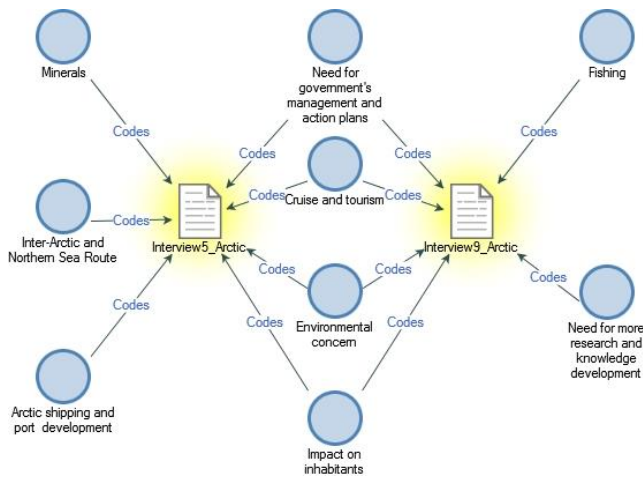 Minerals
Need for
government's
management and
action plans
Fishing
Codes
Codes
Codes
Codes
Codes
Codes
Codes
Cruise and tourism
Inter-Arctic and
Northern Sea Route
Interview5_Arctic
Interview9_Arctic
Codes
Codes
Codes
Codes
Codes
Codes
Environmental
concern
Need for more
research and
knowledge
development
Arctic shipping and
port development
Impact on
inhabitants